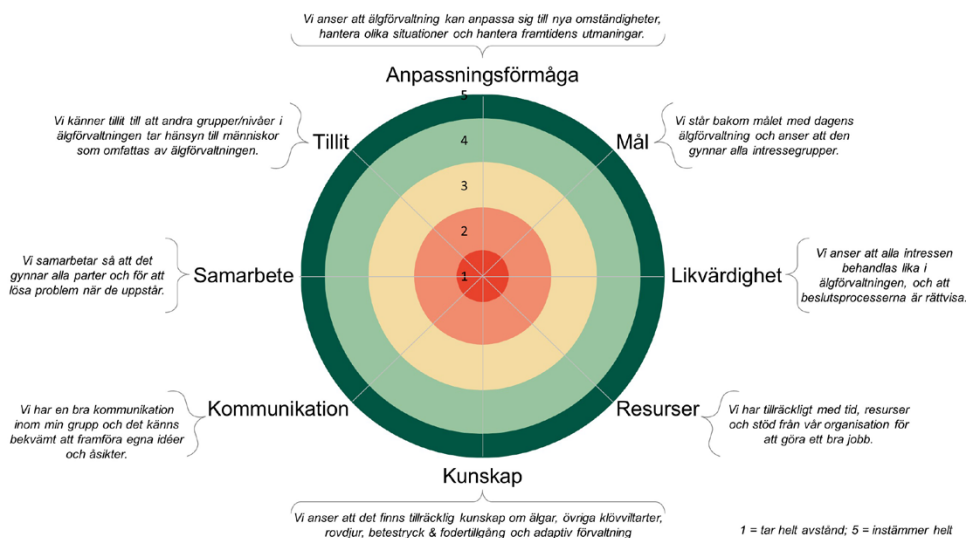 Vi anser att älgförvaltning kan anpassa sig till nya omständigheter,
hantera olika situationer och hantera framtidens utmaningar.
Anpassningsförmåga
Vi känner tillit till att andra grupper/nivåer i
älgförvaltningen tar hänsyn till människor
som omfattas av älgförvaltningen.
Tillit
Mål
Vi står bakom målet med dagens
älgförvaltning och anser att den
gynnar alla intressegrupper.
5
4
3
2
1
Vi samarbetar så att det
gynnar alla parter och för att
lösa problem när de uppstår.
Samarbete
Likvärdighet
Vi anser att alla intressen
behandlas lika i
älgförvaltningen, och att
beslutsprocesserna är rättvisa.
Vi har en bra kommunikation
inom min grupp och det känns
bekvämt att framföra egna idéer
och åsikter.
Kommunikation
Resurser
Vi har tillräckligt med tid, resurser
och stöd från vår organisation för
att göra ett bra jobb.
Kunskap
Vi anser att det finns tillräcklig kunskap om älgar, övriga klövviltarter,
rovdjur, betestryck & fodertillgång och adaptiv förvaltning
1 = tar helt avstånd; 5 = instämmer helt